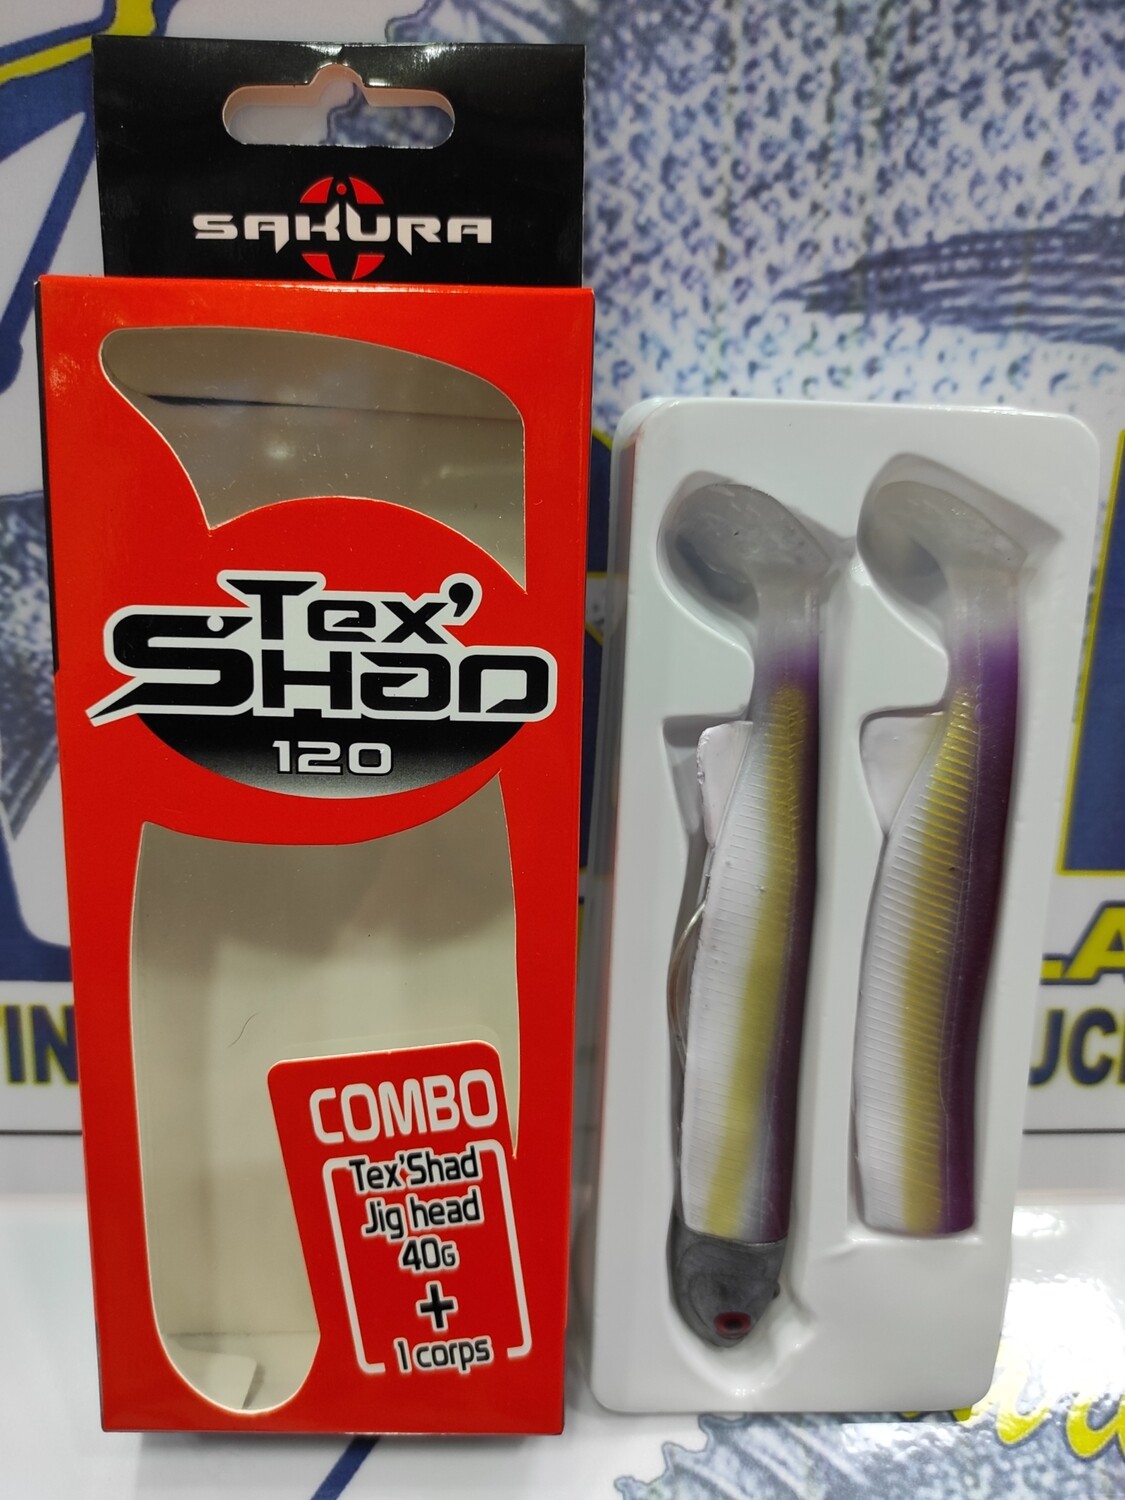 SAKURA
Tex'
SHAD
120
COMBO
Tex'Shad
Jig head
40G
+
1 corps